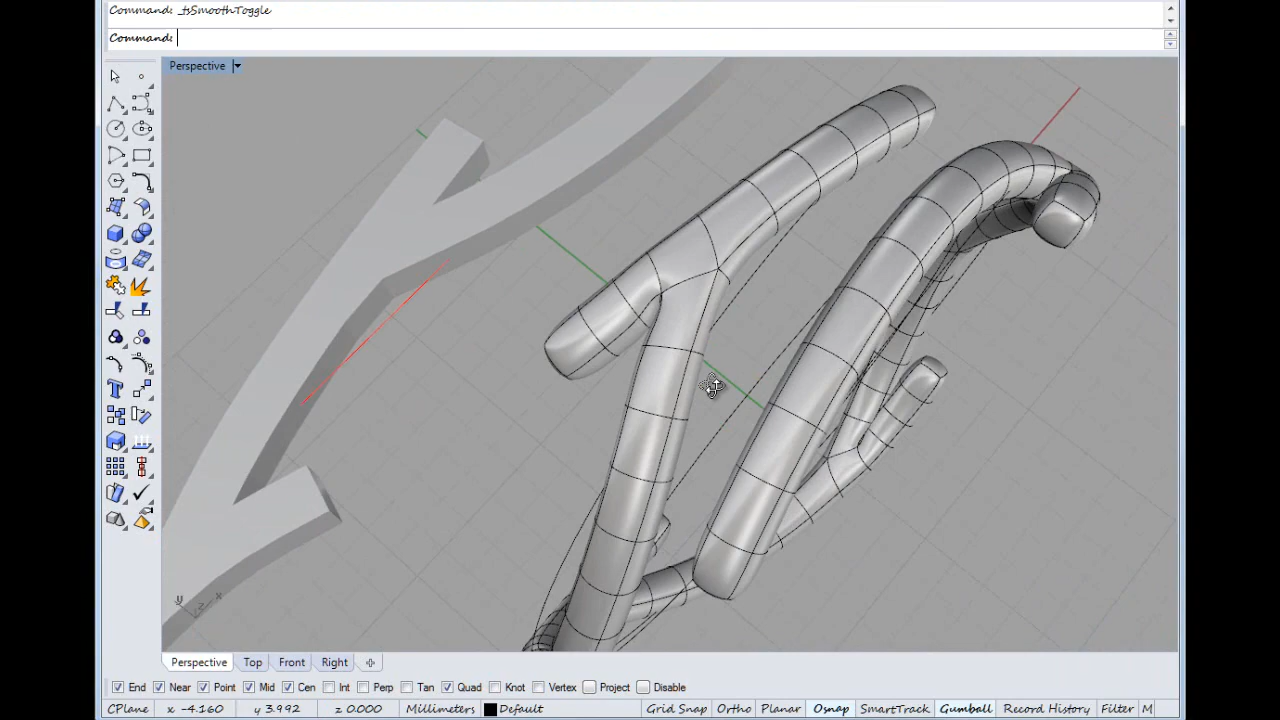 Command: _tsSmoothToggle
Command:
Perspective
y z x
Perspective Top Front Right
End Near Point Mid Cen Int Perp Tan Quad Knot Vertex Project Disable
CPlane x -4.160 y 3.992 z 0.000 Millimeters Default Grid Snap Ortho Planar Osnap SmartTrack Gumball Record History Filter M